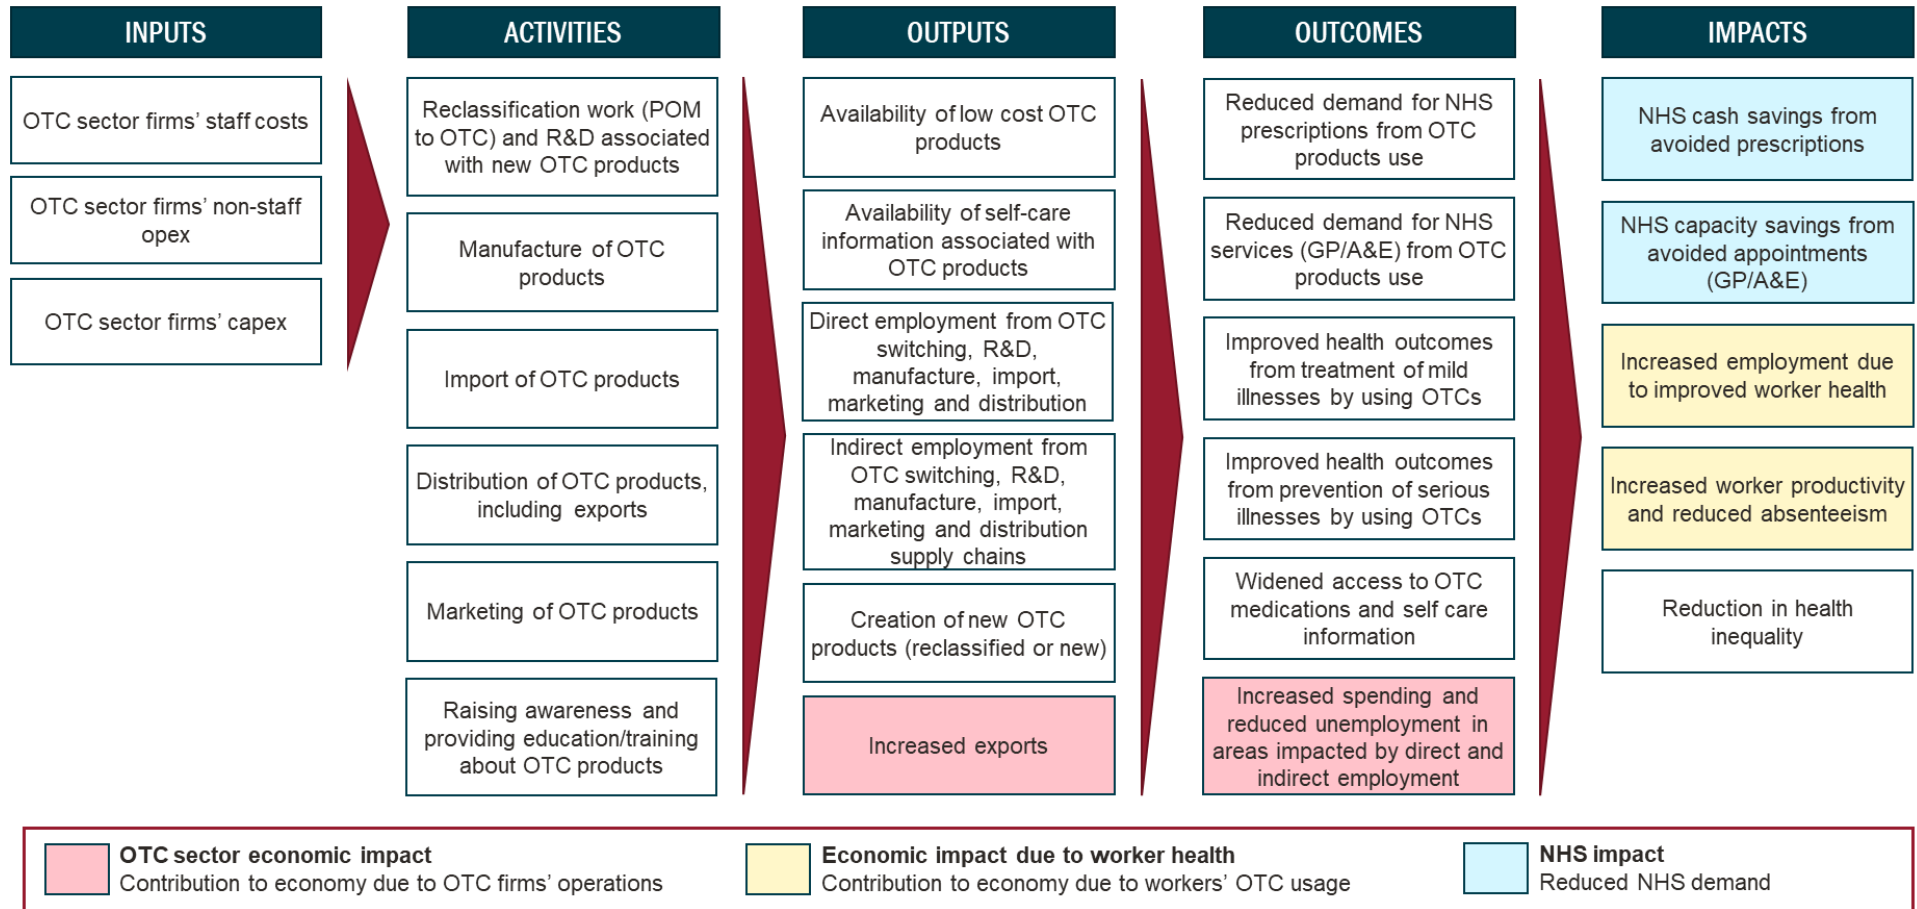 INPUTS
OTC sector firms’ staff costs
OTC sector firms’ non-staff
opex
OTC sector firms’ capex
ACTIVITIES
Reclassification work (POM
to OTC) and R&D associated
with new OTC products
Manufacture of OTC
products
Import of OTC products
Distribution of OTC products,
including exports
Marketing of OTC products
Raising awareness and
providing education/training
about OTC products
OUTPUTS
Availability of low cost OTC
products
Availability of self-care
information associated with
OTC products
Direct employment from OTC
switching, R&D,
manufacture, import,
marketing and distribution
Indirect employment from
OTC switching, R&D,
manufacture, import,
marketing and distribution
supply chains
Creation of new OTC
products (reclassified or new)
Increased exports
OUTCOMES
Reduced demand for NHS
prescriptions from OTC
products use
Reduced demand for NHS
services (GP/A&E) from OTC
products use
Improved health outcomes
from treatment of mild
illnesses by using OTCs
Improved health outcomes
from prevention of serious
illnesses by using OTCs
Widened access to OTC
medications and self care
information
Increased spending and
reduced unemployment in
areas impacted by direct and
indirect employment
IMPACTS
NHS cash savings from
avoided prescriptions
NHS capacity savings from
avoided appointments
(GP/A&E)
Increased employment due
to improved worker health
Increased worker productivity
and reduced absenteeism
Reduction in health
inequality
OTC sector economic impact
Contribution to economy due to OTC firms’ operations
Economic impact due to worker health
Contribution to economy due to workers’ OTC usage
NHS impact
Reduced NHS demand